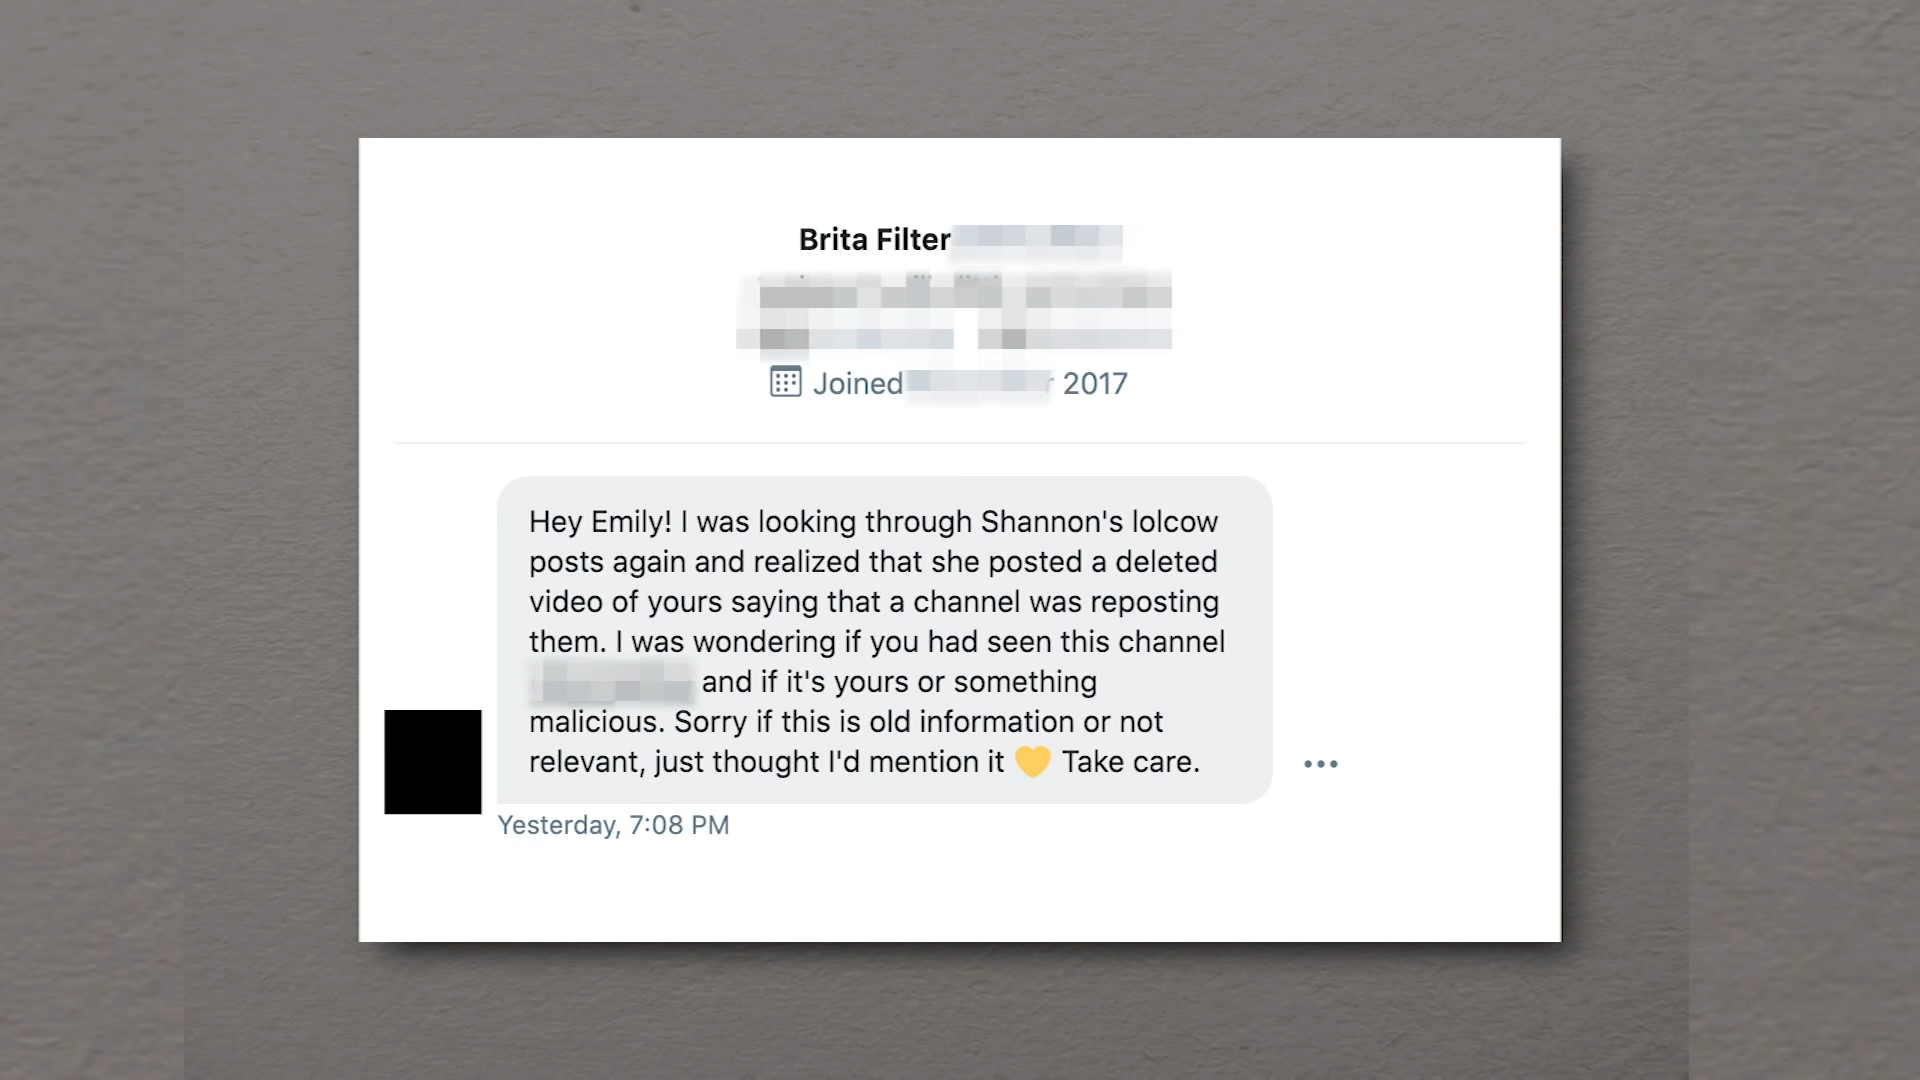 Brita Filter
Joined 2017
Hey Emily! I was looking through Shannon's lolcow
posts again and realized that she posted a deleted
video of yours saying that a channel was reposting
them. I was wondering if you had seen this channel
and if it's yours or something
malicious. Sorry if this is old information or not
relevant, just thought I'd mention it 💛 Take care.
Yesterday, 7:08 PM